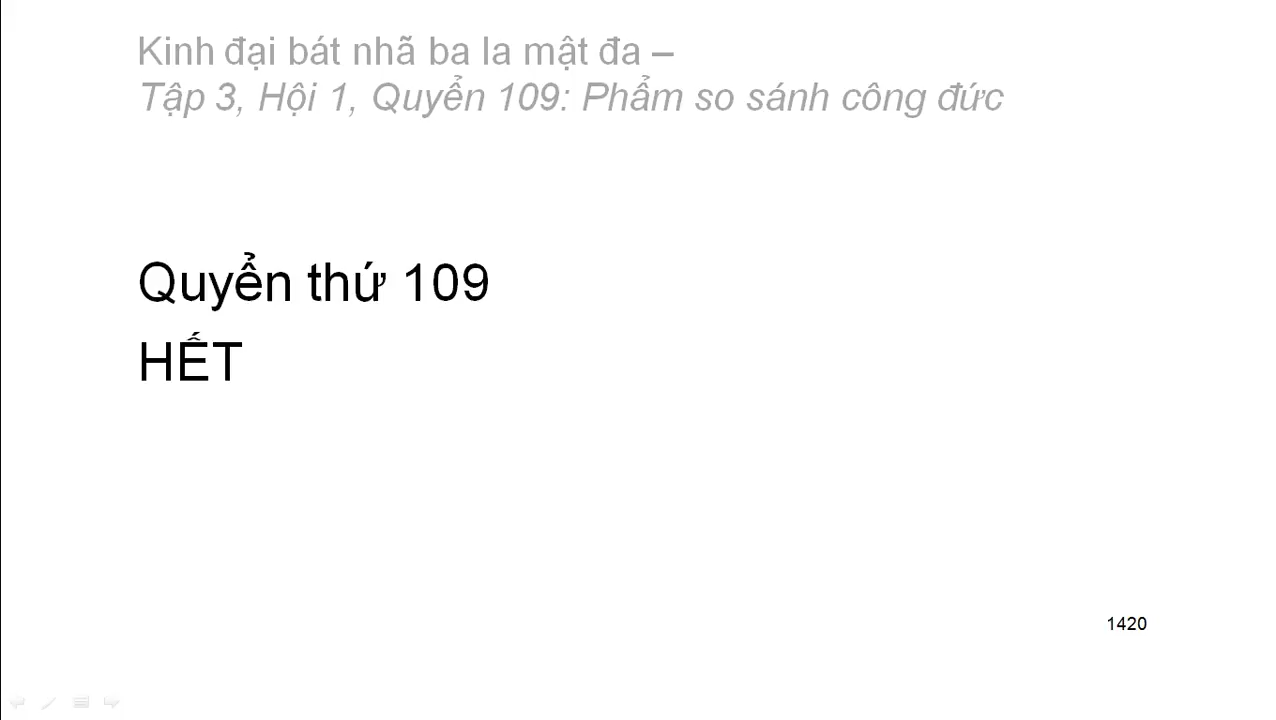 Kinh đại bát nhã ba la mật đa –
Tập 3, Hội 1, Quyển 109: Phẩm so sánh công đức
Quyển thứ 109
HẾT
1420